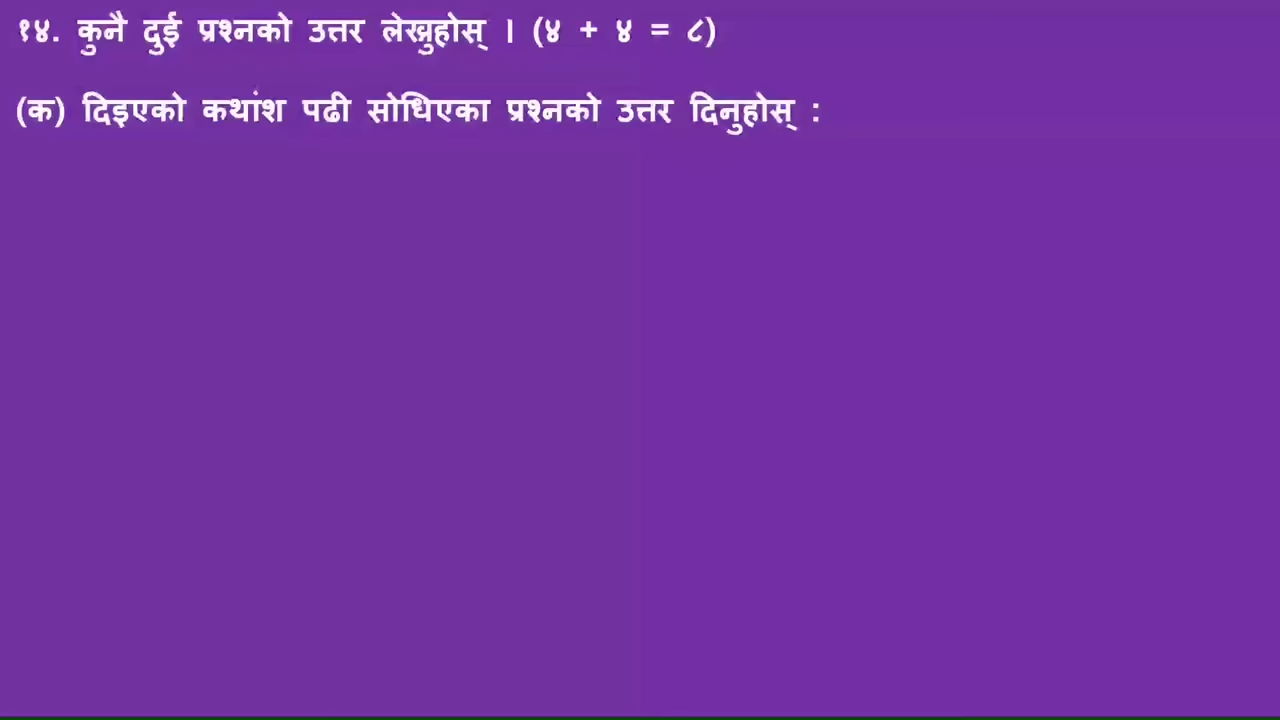 १४. कुनै दुई प्रश्नको उत्तर लेख्नुहोस् । (४ + ४ = ८)
(क) दिइएको कथांश पढी सोधिएका प्रश्नको उत्तर दिनुहोस् :